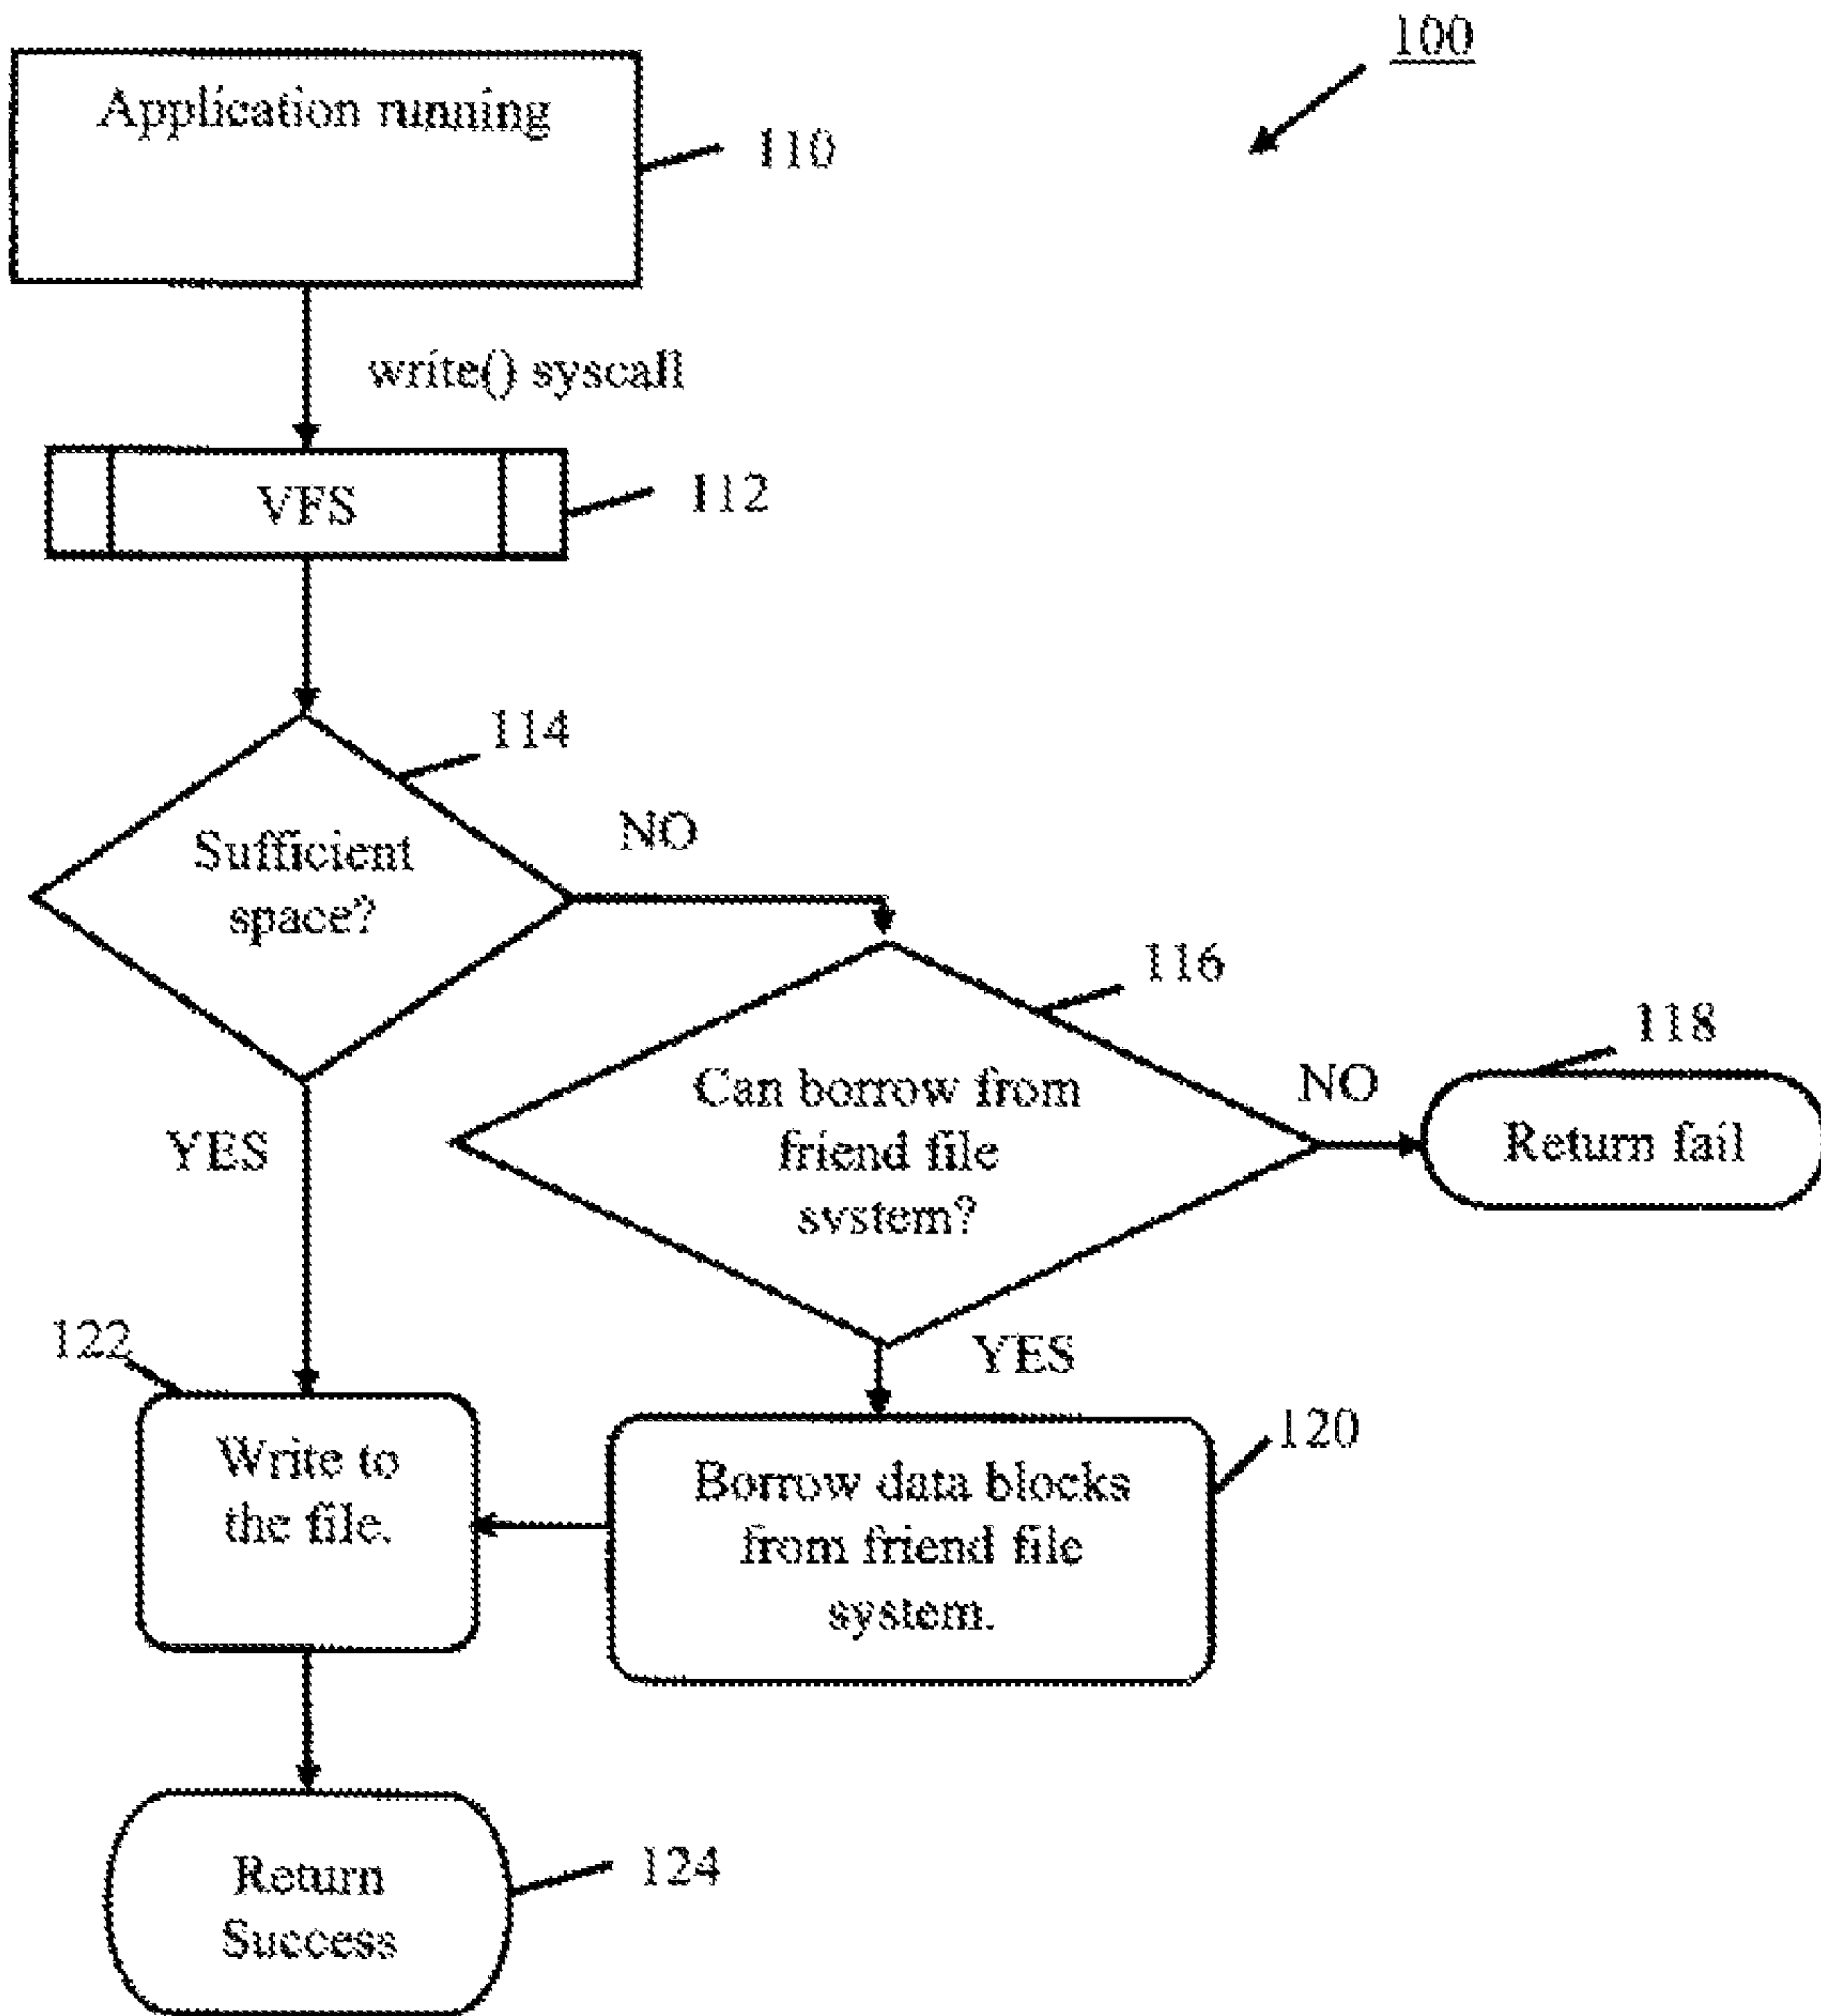 100
Application running
110
write() syscall
VFS
112
114
Sufficient
space?
NO
116
Can borrow from
friend file
system?
NO
118
Return fail
YES
YES
122
Write to
the file.
120
Borrow data blocks
from friend file
system.
Return
Success
124